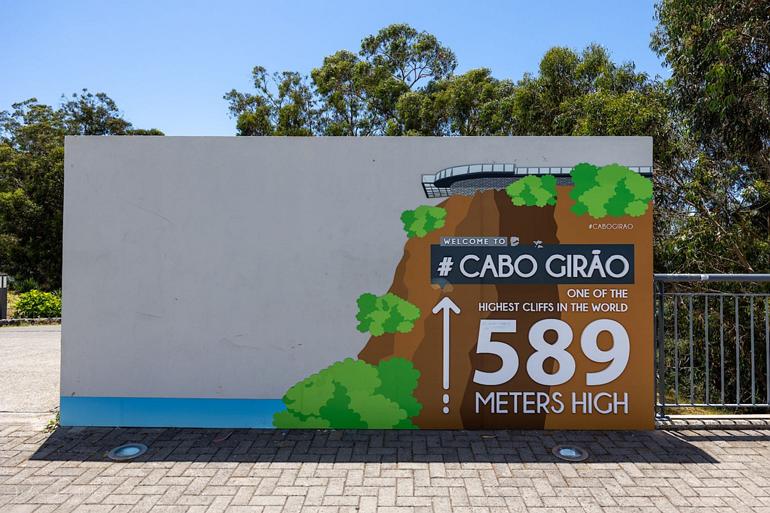 #CABOGIRAO
WELCOME TO
# CABO GIRÃO
ONE OF THE
HIGHEST CLIFFS IN THE WORLD
589
METERS HIGH